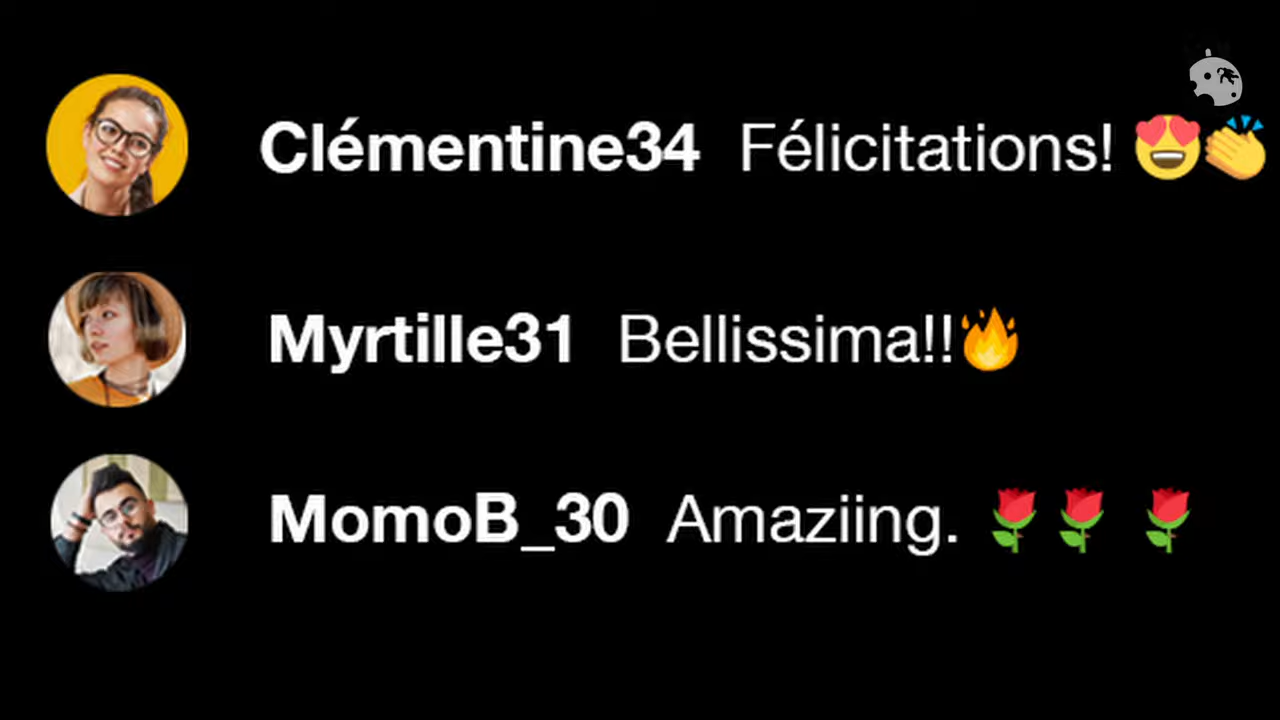 Clémentine34 Félicitations! 😍👏
Myrtille31 Bellissima!!🔥
MomoB_30 Amaziing. 🌹🌹 🌹